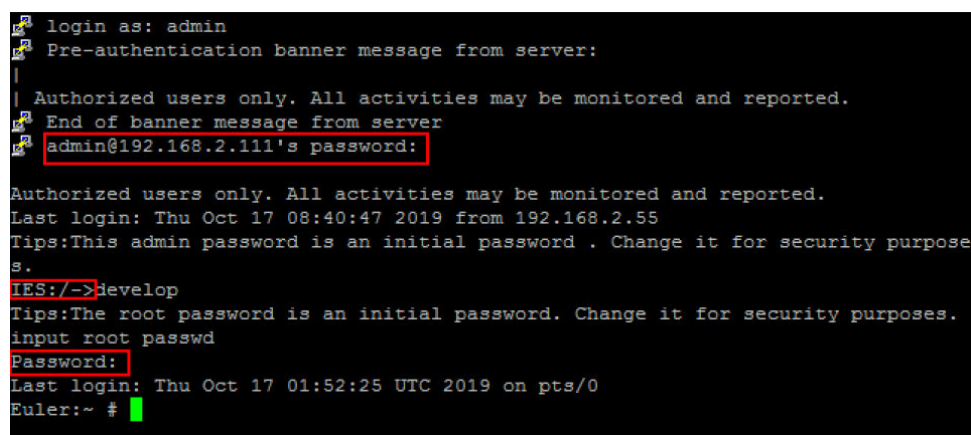 login as: admin
Pre-authentication banner message from server:
|
| Authorized users only. All activities may be monitored and reported.
End of banner message from server
admin@192.168.2.111's password:
Authorized users only. All activities may be monitored and reported.
Last login: Thu Oct 17 08:40:47 2019 from 192.168.2.55
Tips:This admin password is an initial password . Change it for security purpose
s.
IES:/->develop
Tips:The root password is an initial password. Change it for security purposes.
input root passwd
Password:
Last login: Thu Oct 17 01:52:25 UTC 2019 on pts/0
Euler:~ #